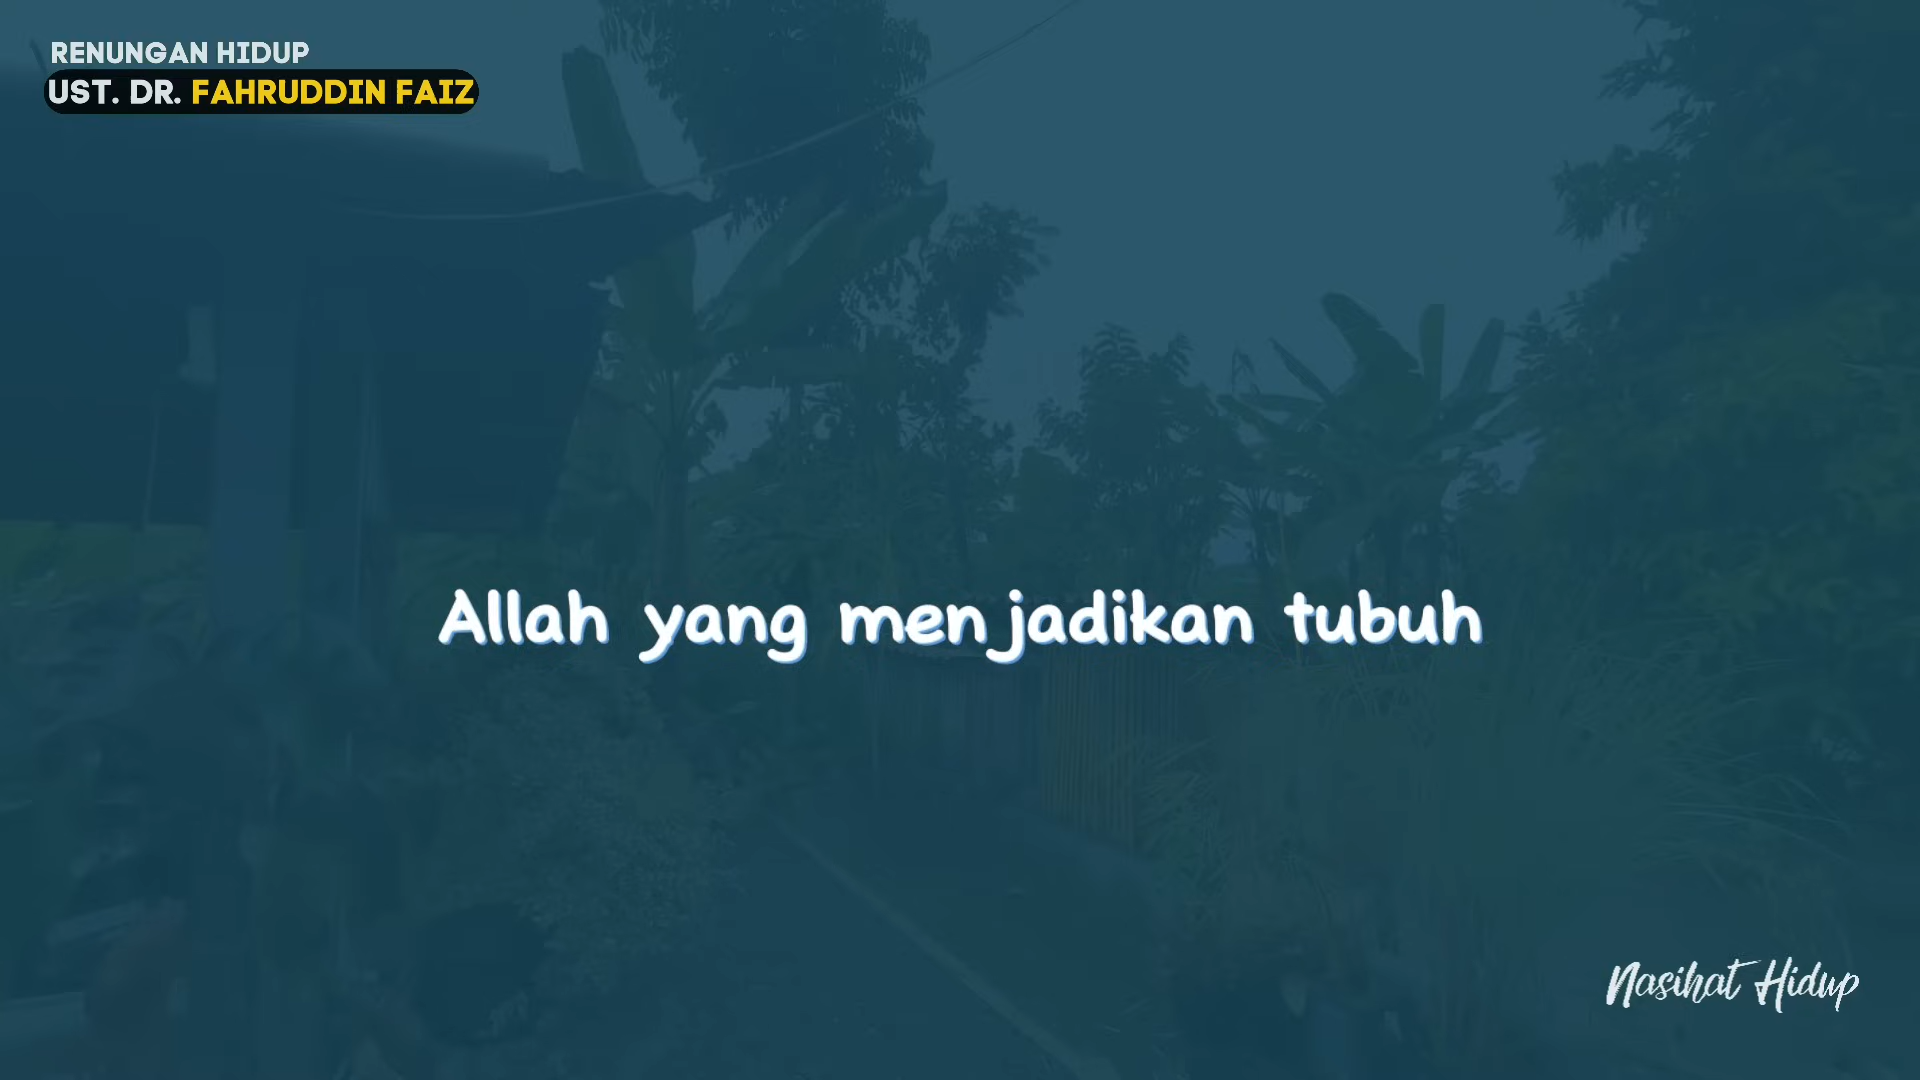 RENUNGAN HIDUP
UST. DR. FAHRUDDIN FAIZ
Allah yang menjadikan tubuh
Nasihat Hidup